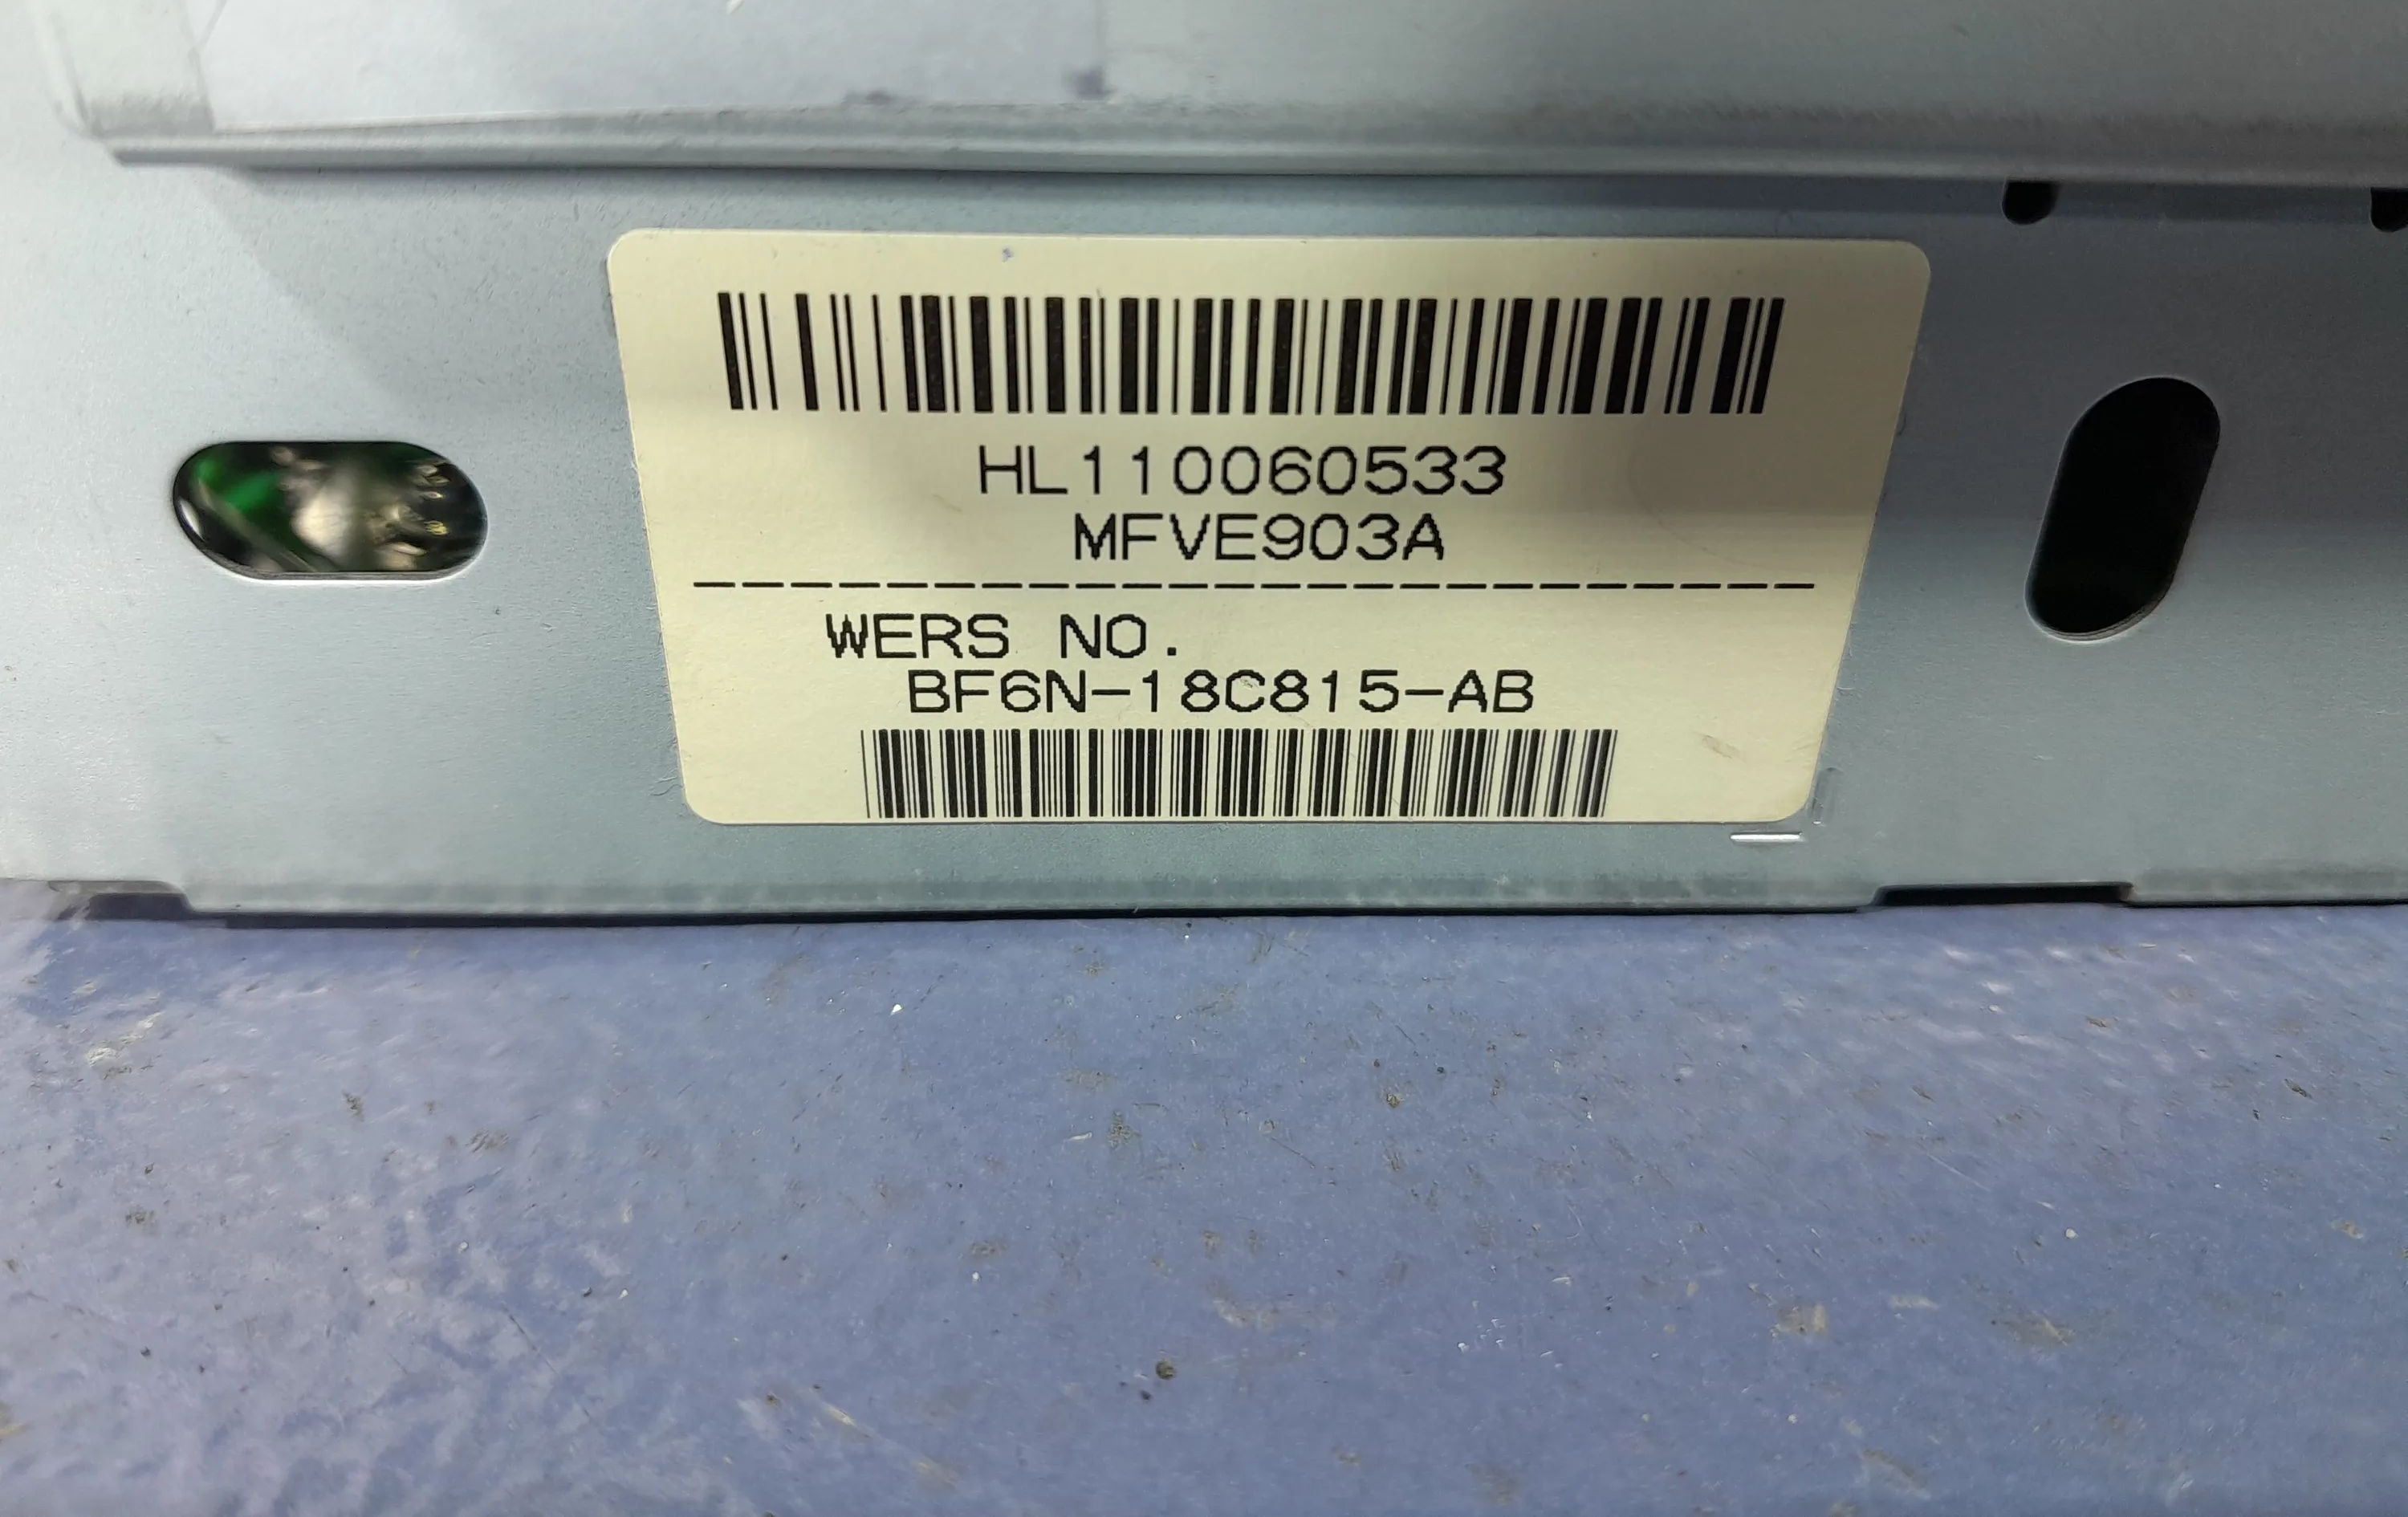 HL110060533
MFVE903A
WERS NO.
BF6N-18C815-AB